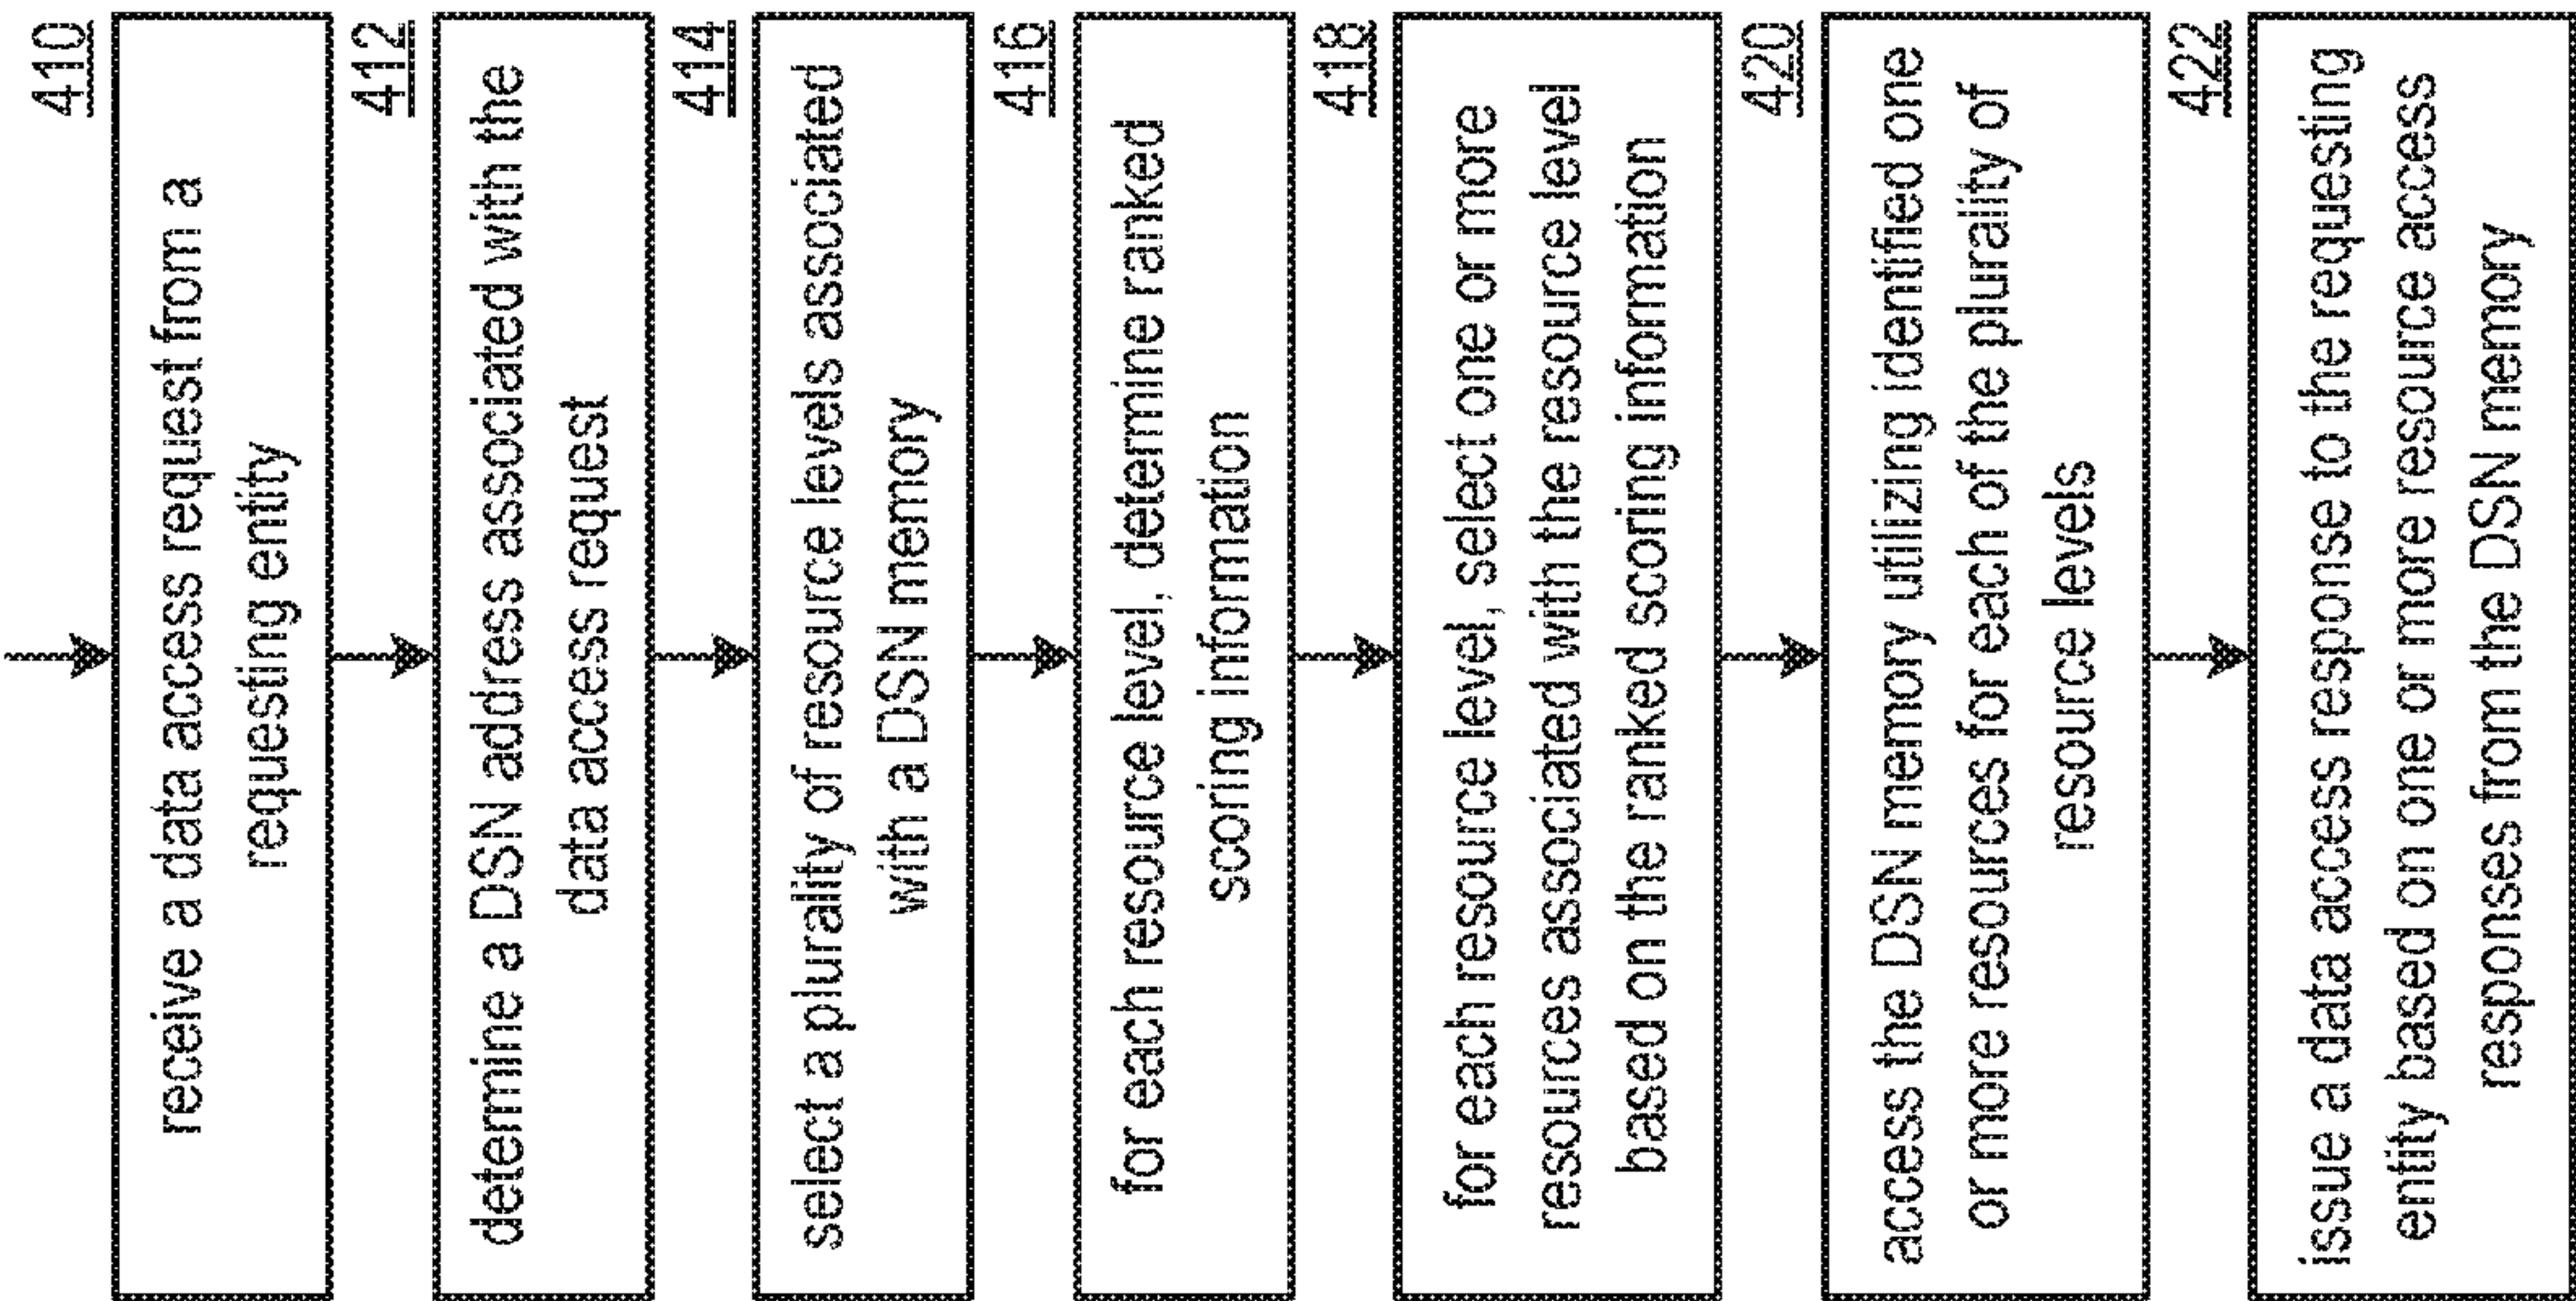 410
receive a data access request from a
requesting entity
412
determine a DSN address associated with the
data access request
414
select a plurality of resource levels associated
with a DSN memory
416
for each resource level, determine ranked
scoring information
418
for each resource level, select one or more
resources associated with the resource level
based on the ranked scoring information
420
access the DSN memory utilizing identified one
or more resources for each of the plurality of
resource levels
422
issue a data access response to the requesting
entity based on one or more resource access
responses from the DSN memory